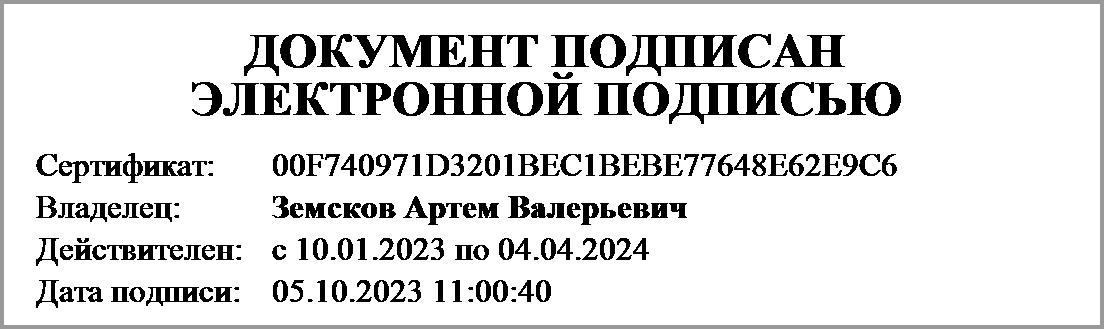 ДОКУМЕНТ ПОДПИСАН
ЭЛЕКТРОННОЙ ПОДПИСЬЮ
Сертификат: 00F740971D3201BEC1BEBE77648E62E9C6
Владелец: Земсков Артем Валерьевич
Действителен: с 10.01.2023 по 04.04.2024
Дата подписи: 05.10.2023 11:00:40